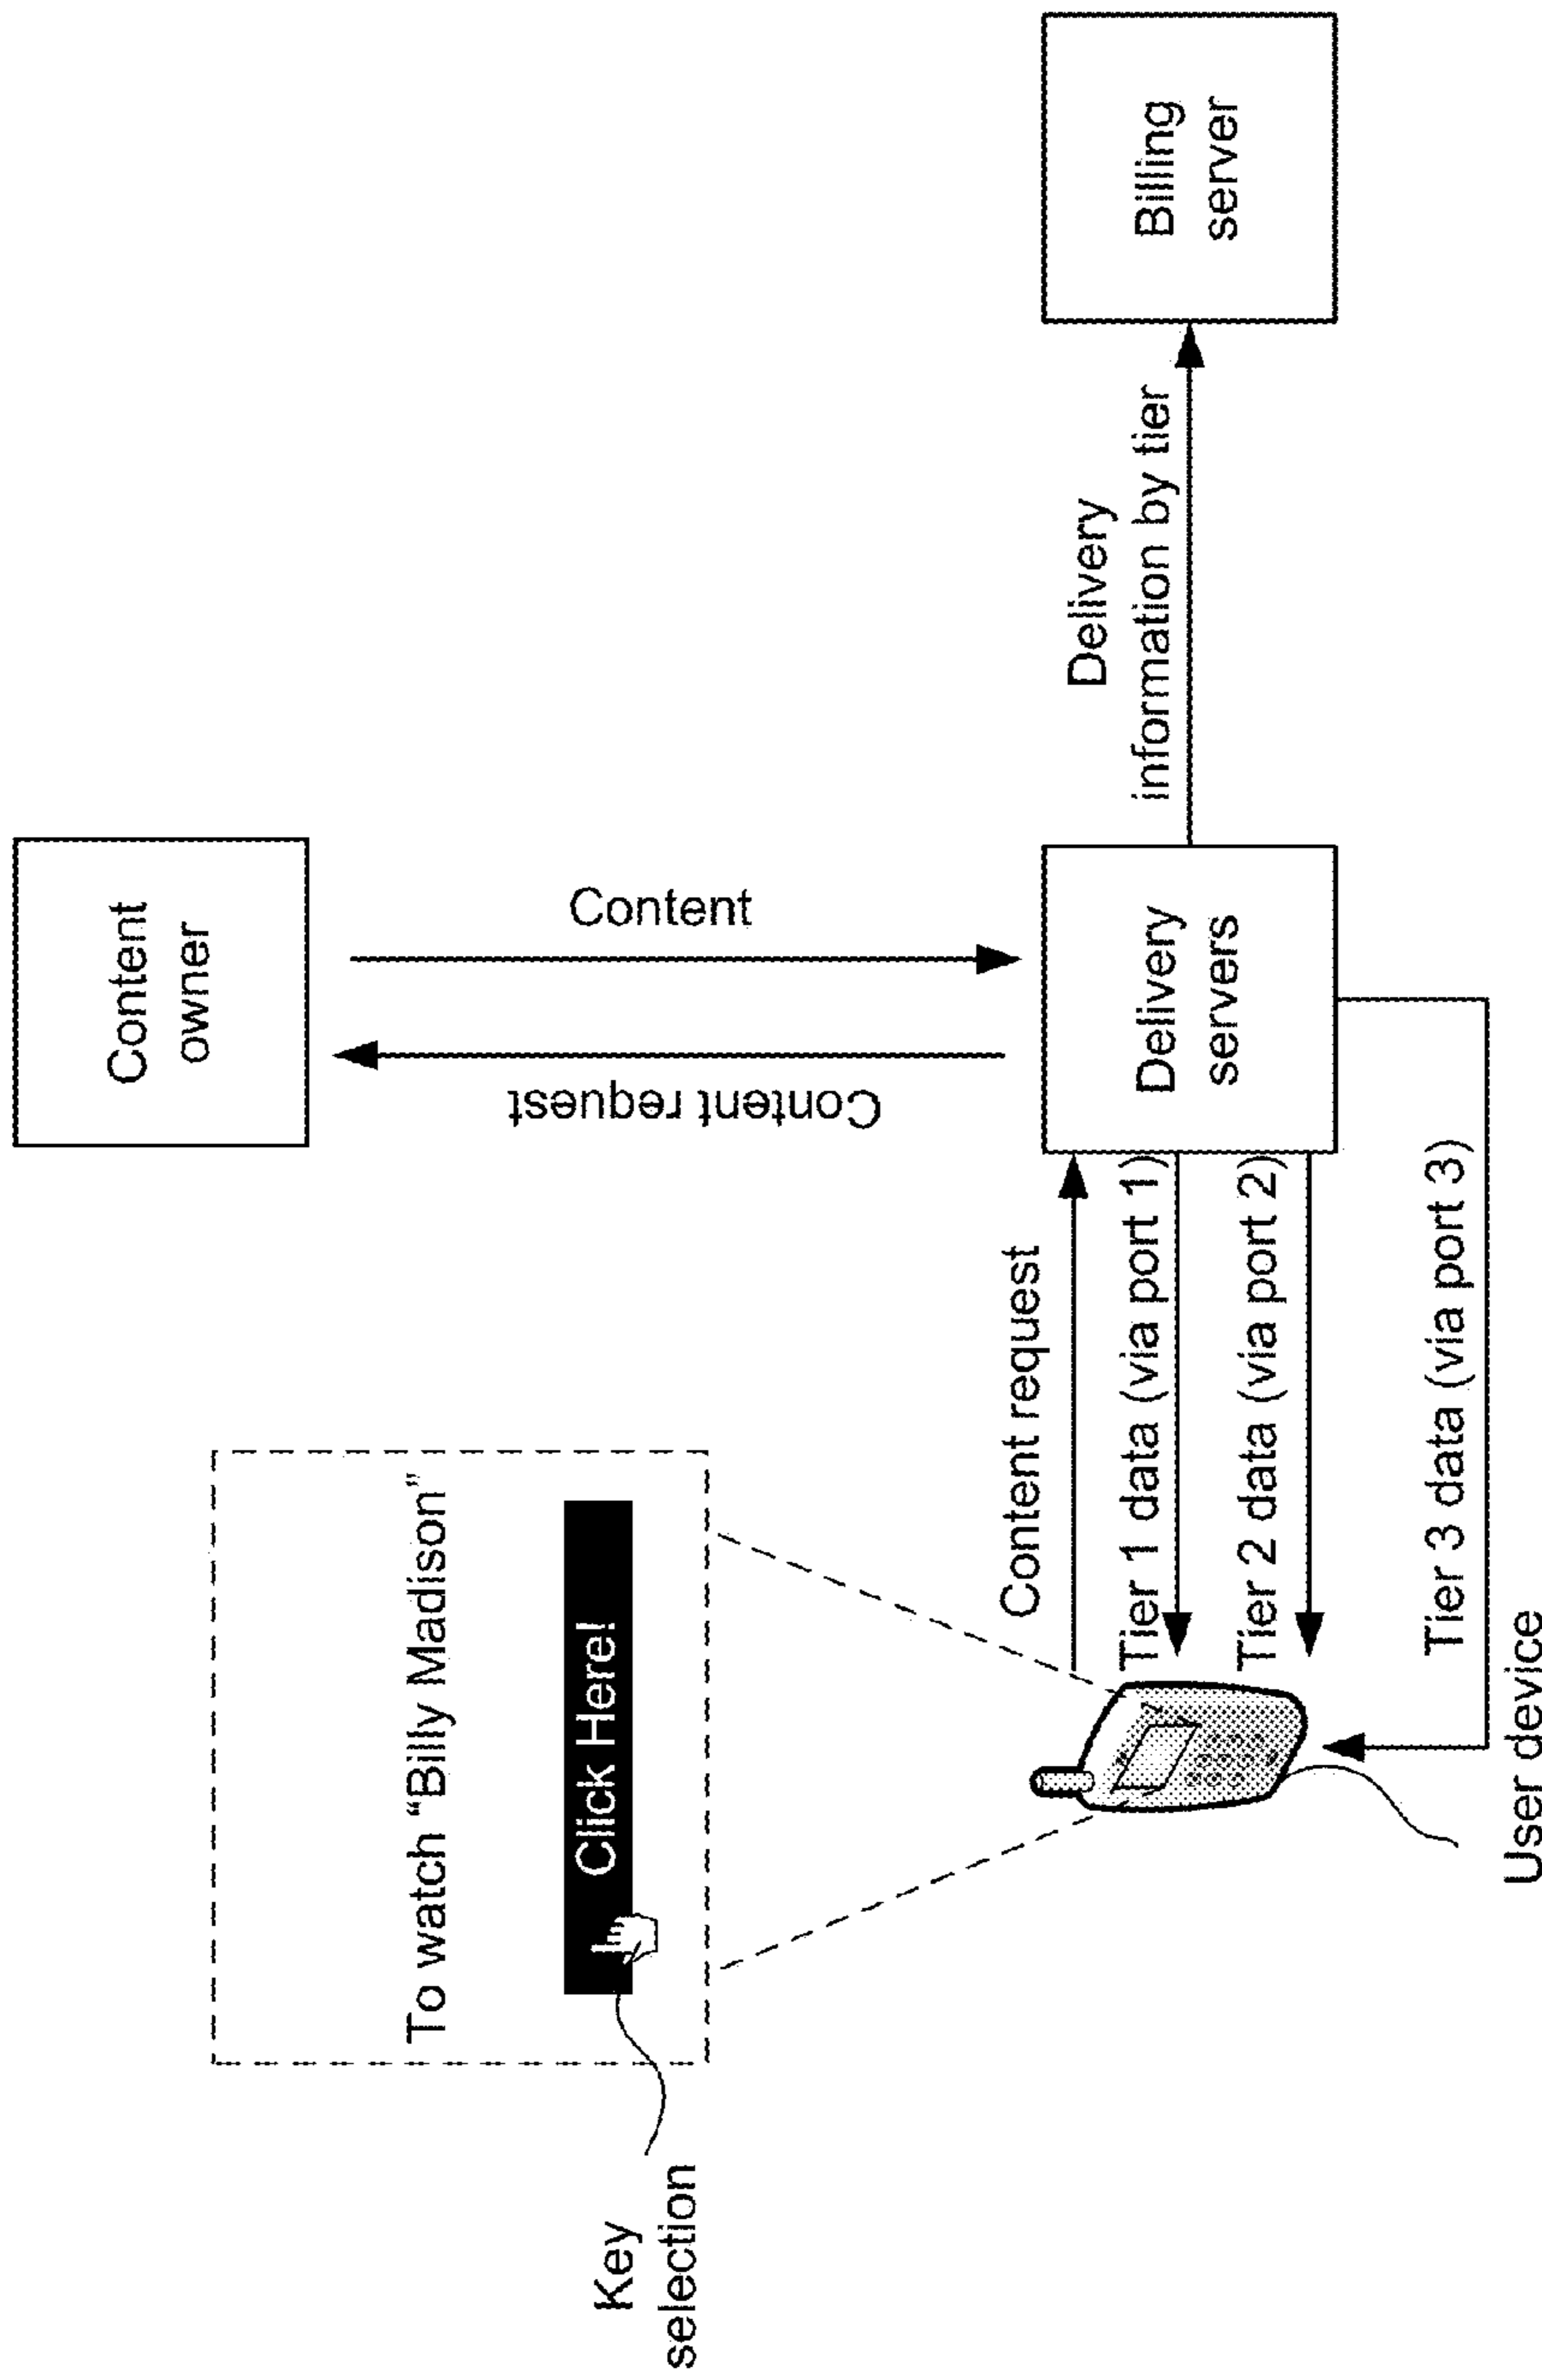 Key
selection
To watch “Billy Madison”
Click Here!
User device
Content request
Tier 1 data (via port 1)
Tier 2 data (via port 2)
Tier 3 data (via port 3)
Content
owner
Content request
Content
Delivery
servers
Delivery
information by tier
Billing
server